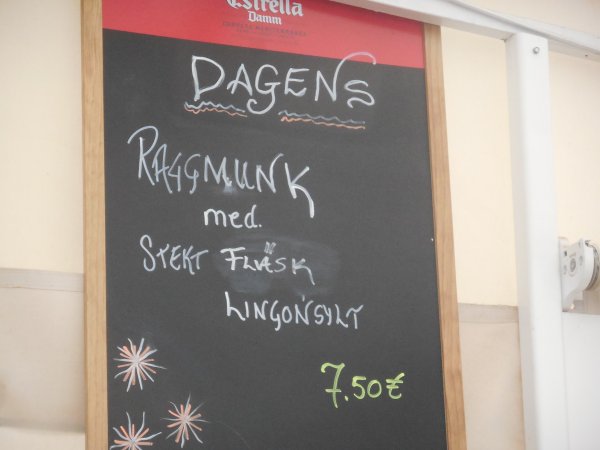 Estrella
Damm
DAGENS
RAGGMUNK
med.
STEKT FLÄSK
LINGONSYLT
7.50€